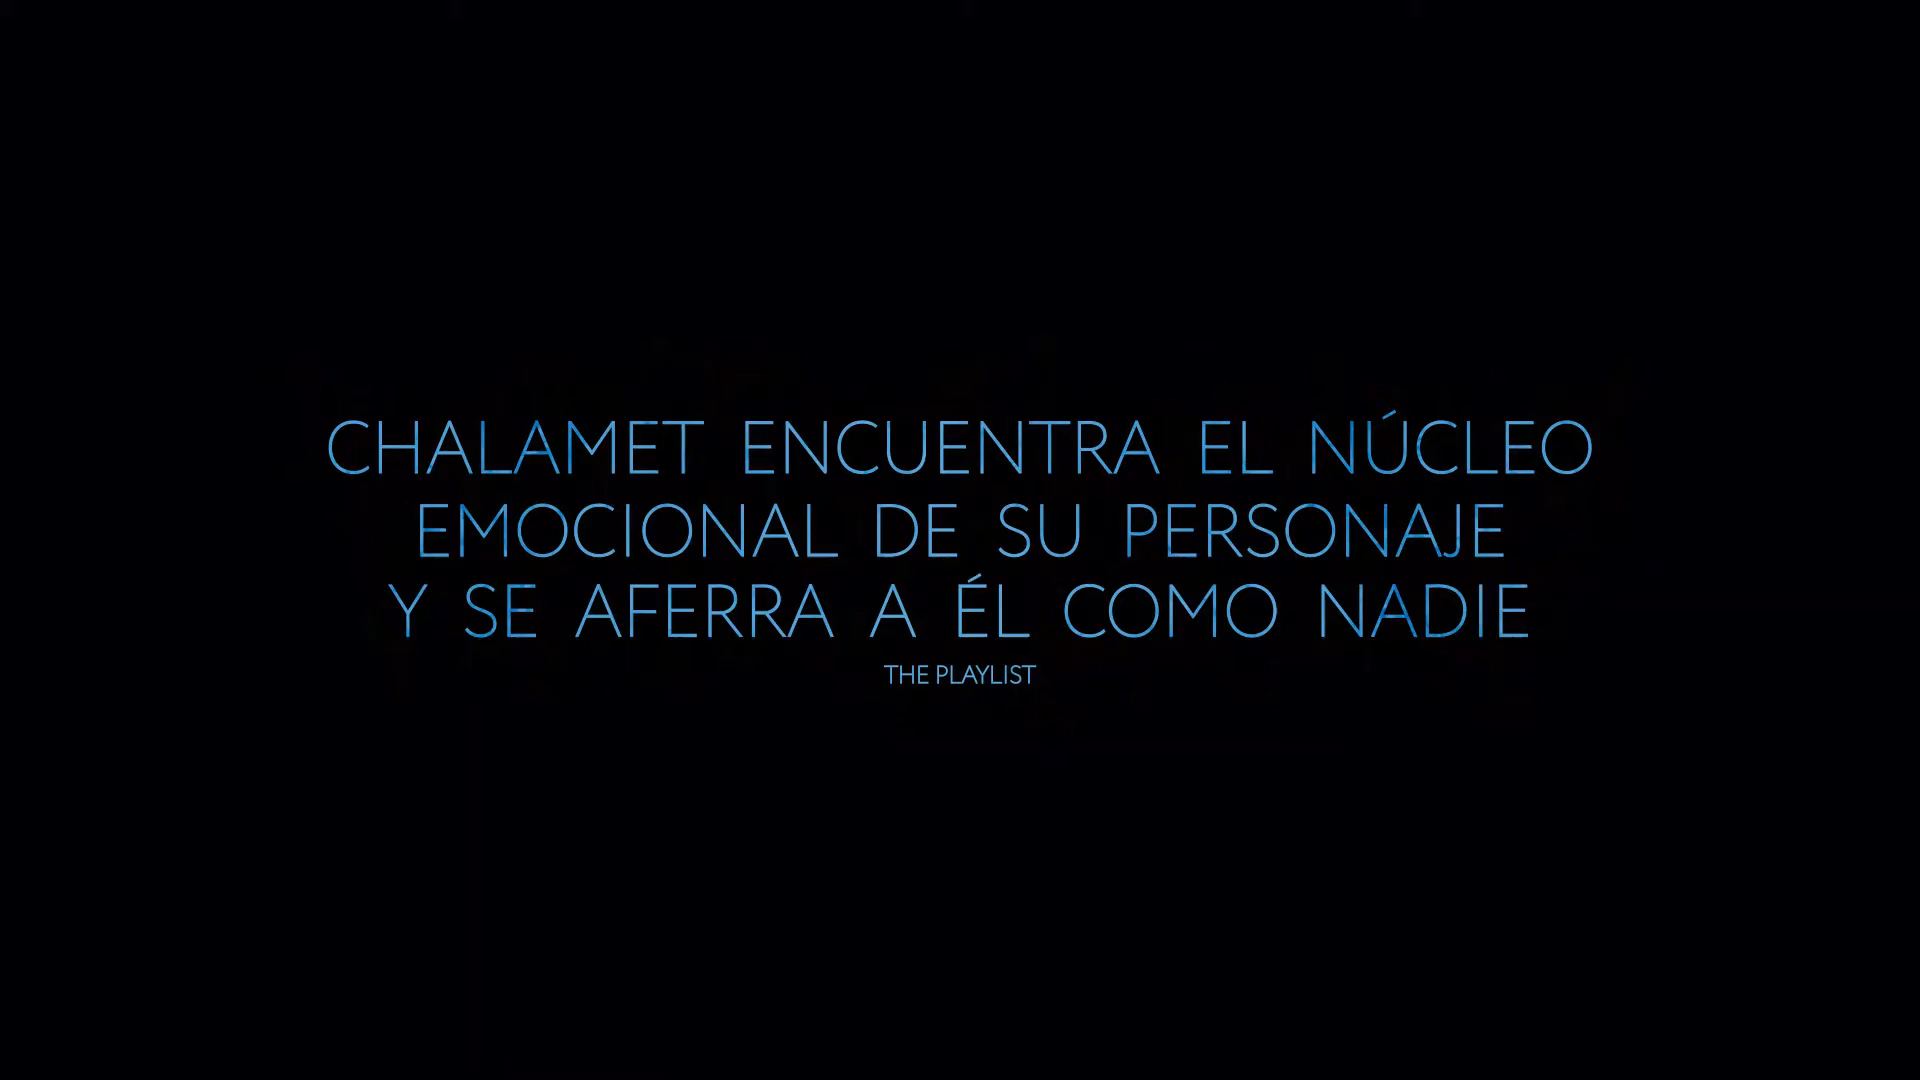 CHALAMET ENCUENTRA EL NÚCLEO
EMOCIONAL DE SU PERSONAJE
Y SE AFERRA A ÉL COMO NADIE
THE PLAYLIST